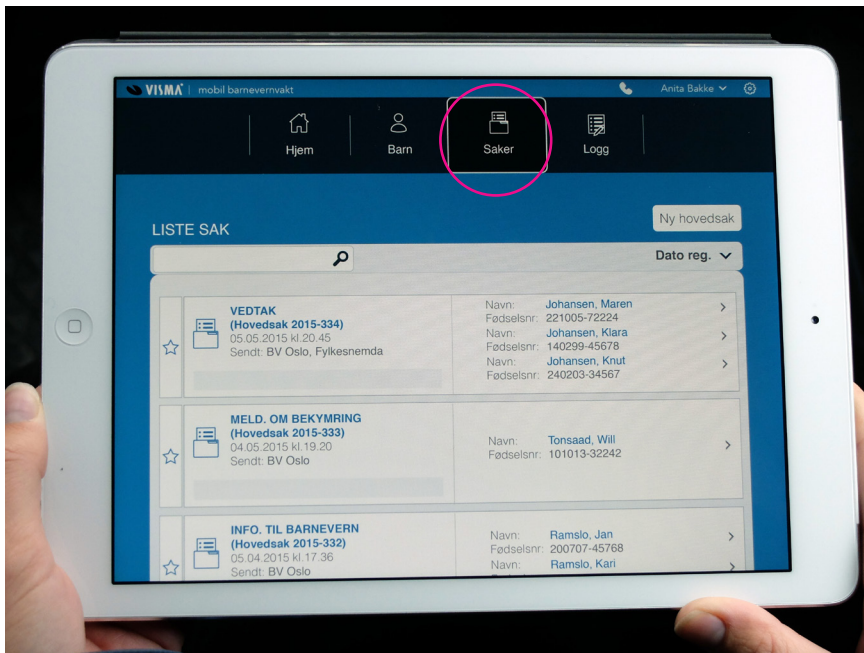 VISMA | mobil barnevernvakt
Anita Bakke
Hjem
Barn
Saker
Logg
LISTE SAK
Ny hovedsak
Dato reg.
VEDTAK
(Hovedsak 2015-334)
05.05.2015 kl.20.45
Sendt: BV Oslo, Fylkesnemda
Navn: Johansen, Maren
Fødselsnr: 221005-72224
Navn: Johansen, Klara
Fødselsnr: 140299-45678
Navn: Johansen, Knut
Fødselsnr: 240203-34567
MELD. OM BEKYMRING
(Hovedsak 2015-333)
04.05.2015 kl.19.20
Sendt: BV Oslo
Navn: Tonsaad, Will
Fødselsnr: 101013-32242
INFO. TIL BARNEVERN
(Hovedsak 2015-332)
05.04.2015 kl.17.36
Sendt: BV Oslo
Navn: Ramslo, Jan
Fødselsnr: 200707-45768
Navn: Ramslo, Kari